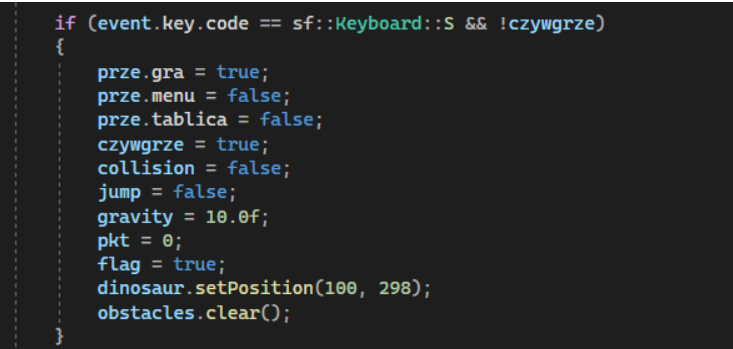 if (event.key.code == sf::Keyboard::S && !czywgrze)
{
prze.gra = true;
prze.menu = false;
prze.tablica = false;
czywgrze = true;
collision = false;
jump = false;
gravity = 10.0f;
pkt = 0;
flag = true;
dinosaur.setPosition(100, 298);
obstacles.clear();
}